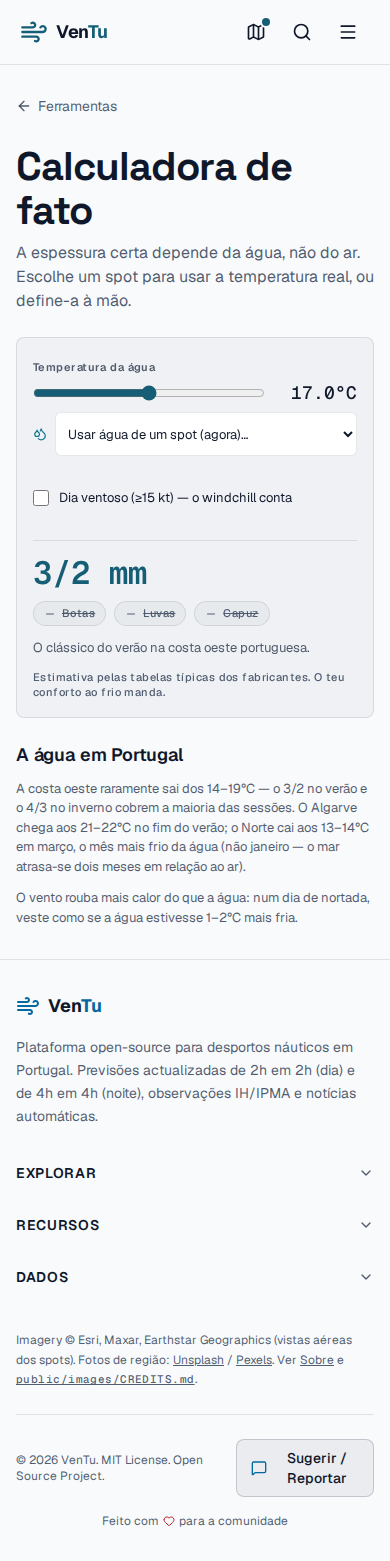 VenTu
Ferramentas
Calculadora de
fato
A espessura certa depende da água, não do ar.
Escolhe um spot para usar a temperatura real, ou
define-a à mão.
Temperatura da água
17.0°C
Usar água de um spot (agora)…
Dia ventoso (≥15 kt) — o windchill conta
3/2 mm
— Botas — Luvas — Capuz
O clássico do verão na costa oeste portuguesa.
Estimativa pelas tabelas típicas dos fabricantes. O teu
conforto ao frio manda.
A água em Portugal
A costa oeste raramente sai dos 14–19°C — o 3/2 no verão e
o 4/3 no inverno cobrem a maioria das sessões. O Algarve
chega aos 21–22°C no fim do verão; o Norte cai aos 13–14°C
em março, o mês mais frio da água (não janeiro — o mar
atrasa-se dois meses em relação ao ar).
O vento rouba mais calor do que a água: num dia de nortada,
veste como se a água estivesse 1–2°C mais fria.
VenTu
Plataforma open-source para desportos náuticos em
Portugal. Previsões actualizadas de 2h em 2h (dia) e
de 4h em 4h (noite), observações IH/IPMA e notícias
automáticas.
EXPLORAR
RECURSOS
DADOS
Imagery © Esri, Maxar, Earthstar Geographics (vistas aéreas
dos spots). Fotos de região: Unsplash / Pexels. Ver Sobre e
public/images/CREDITS.md.
© 2026 VenTu. MIT License. Open
Source Project.
Sugerir /
Reportar
Feito com ♡ para a comunidade